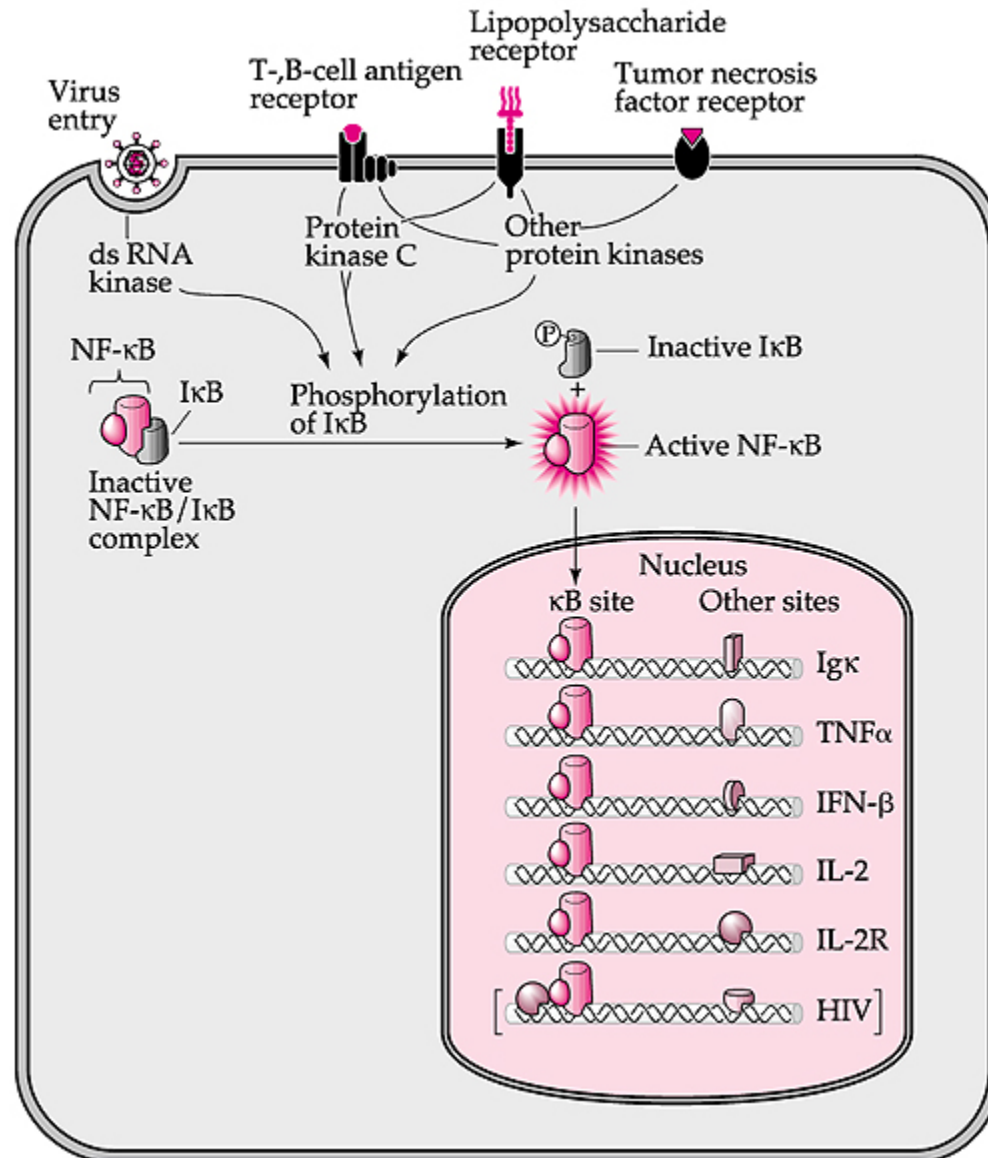 Lipopolysaccharide
receptor
T-,B-cell antigen
receptor
Tumor necrosis
factor receptor
Virus
entry
Protein
kinase C
Other
protein kinases
ds RNA
kinase
NF-κB
IκB
Inactive
NF-κB/IκB
complex
Phosphorylation
of IκB
P
Inactive IκB
+
Active NF-κB
Nucleus
κB site
Other sites
Igκ
TNFα
IFN-β
IL-2
IL-2R
[ HIV ]